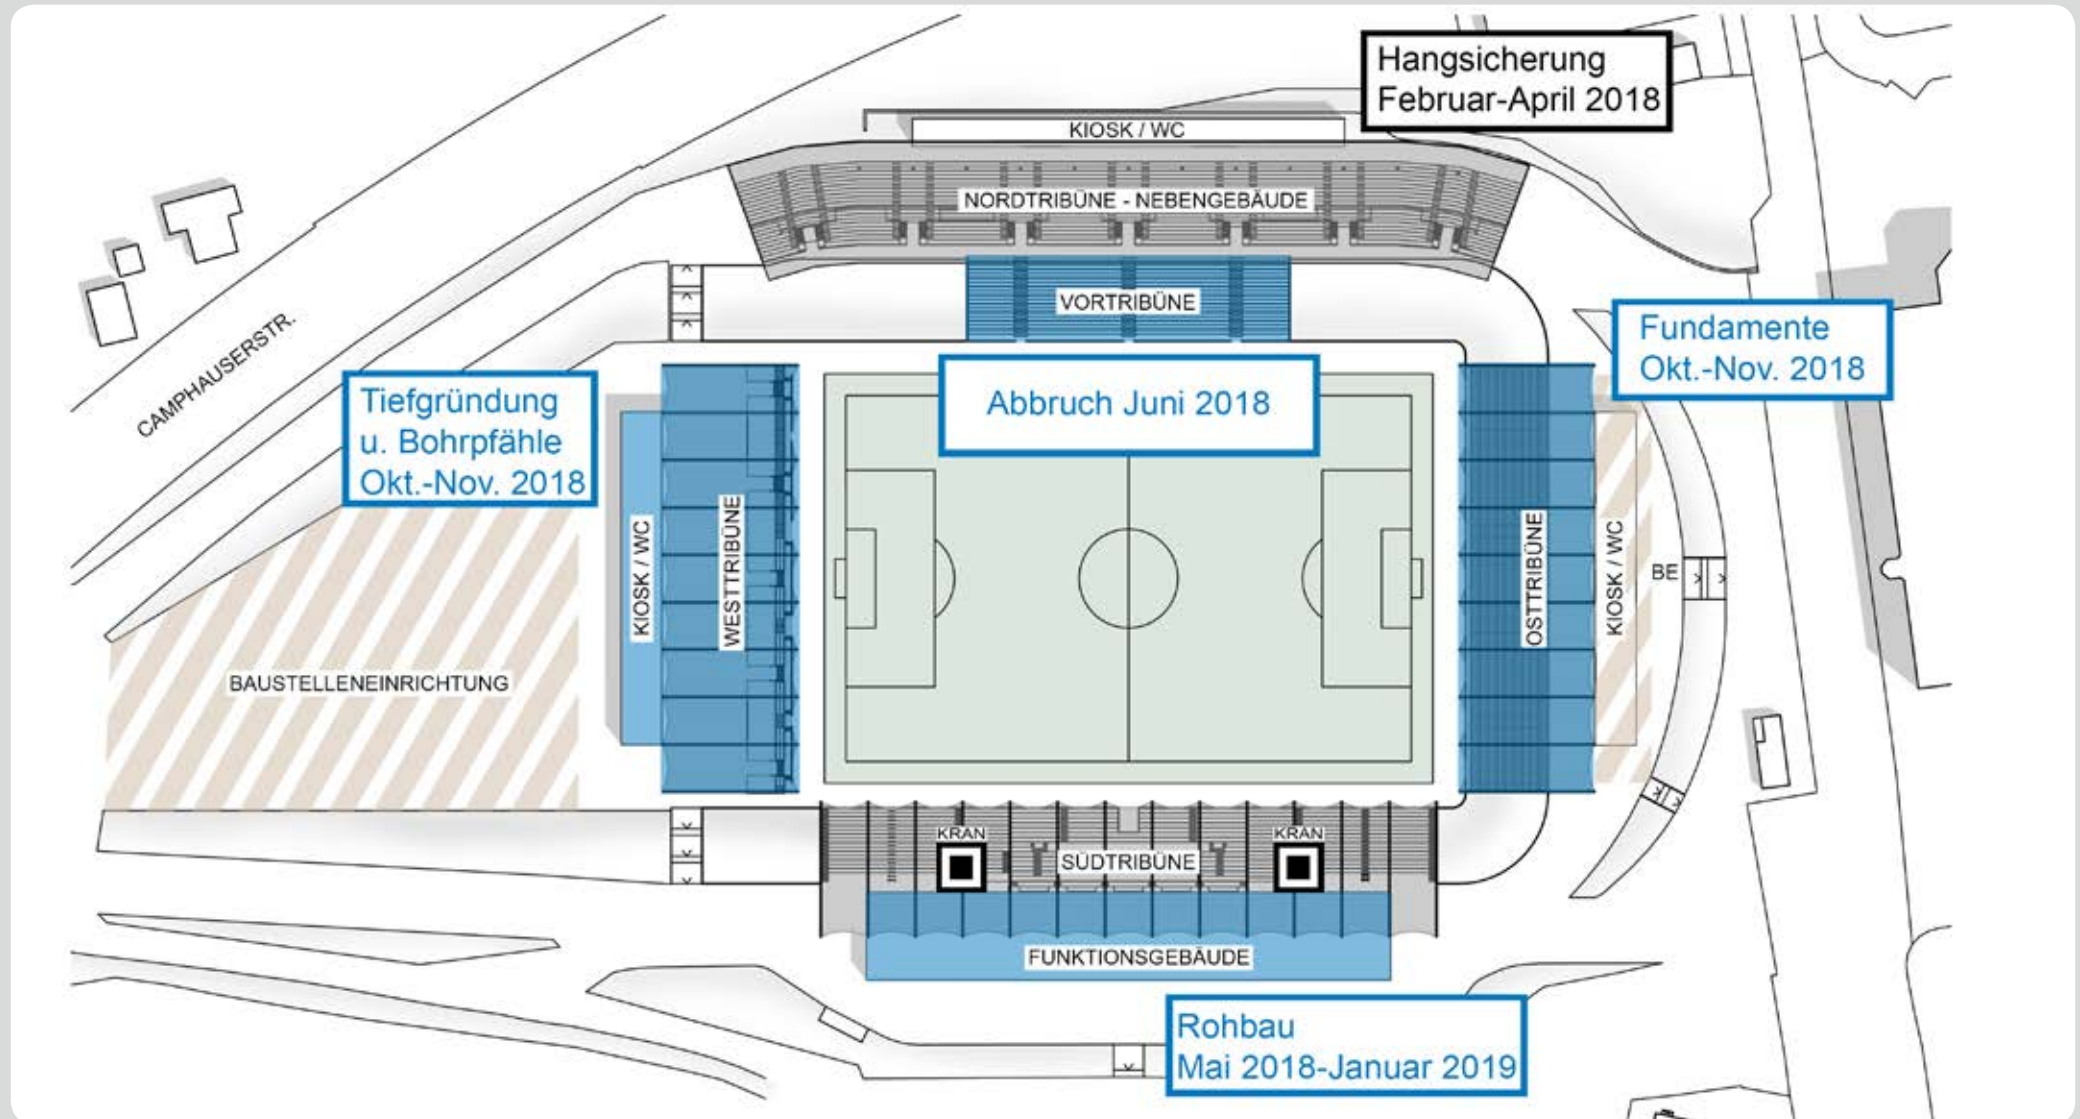 Hangsicherung
Februar-April 2018
KIOSK / WC
NORDTRIBÜNE - NEBENGEBÄUDE
VORTRIBÜNE
Fundamente
Okt.-Nov. 2018
CAMPHAUSERSTR.
Tiefgründung
u. Bohrpfähle
Okt.-Nov. 2018
Abbruch Juni 2018
KIOSK / WC
WESTTRIBÜNE
OSTTRIBÜNE
KIOSK / WC
BE
BAUSTELLENEINRICHTUNG
KRAN
KRAN
SÜDTRIBÜNE
FUNKTIONSGEBÄUDE
Rohbau
Mai 2018-Januar 2019